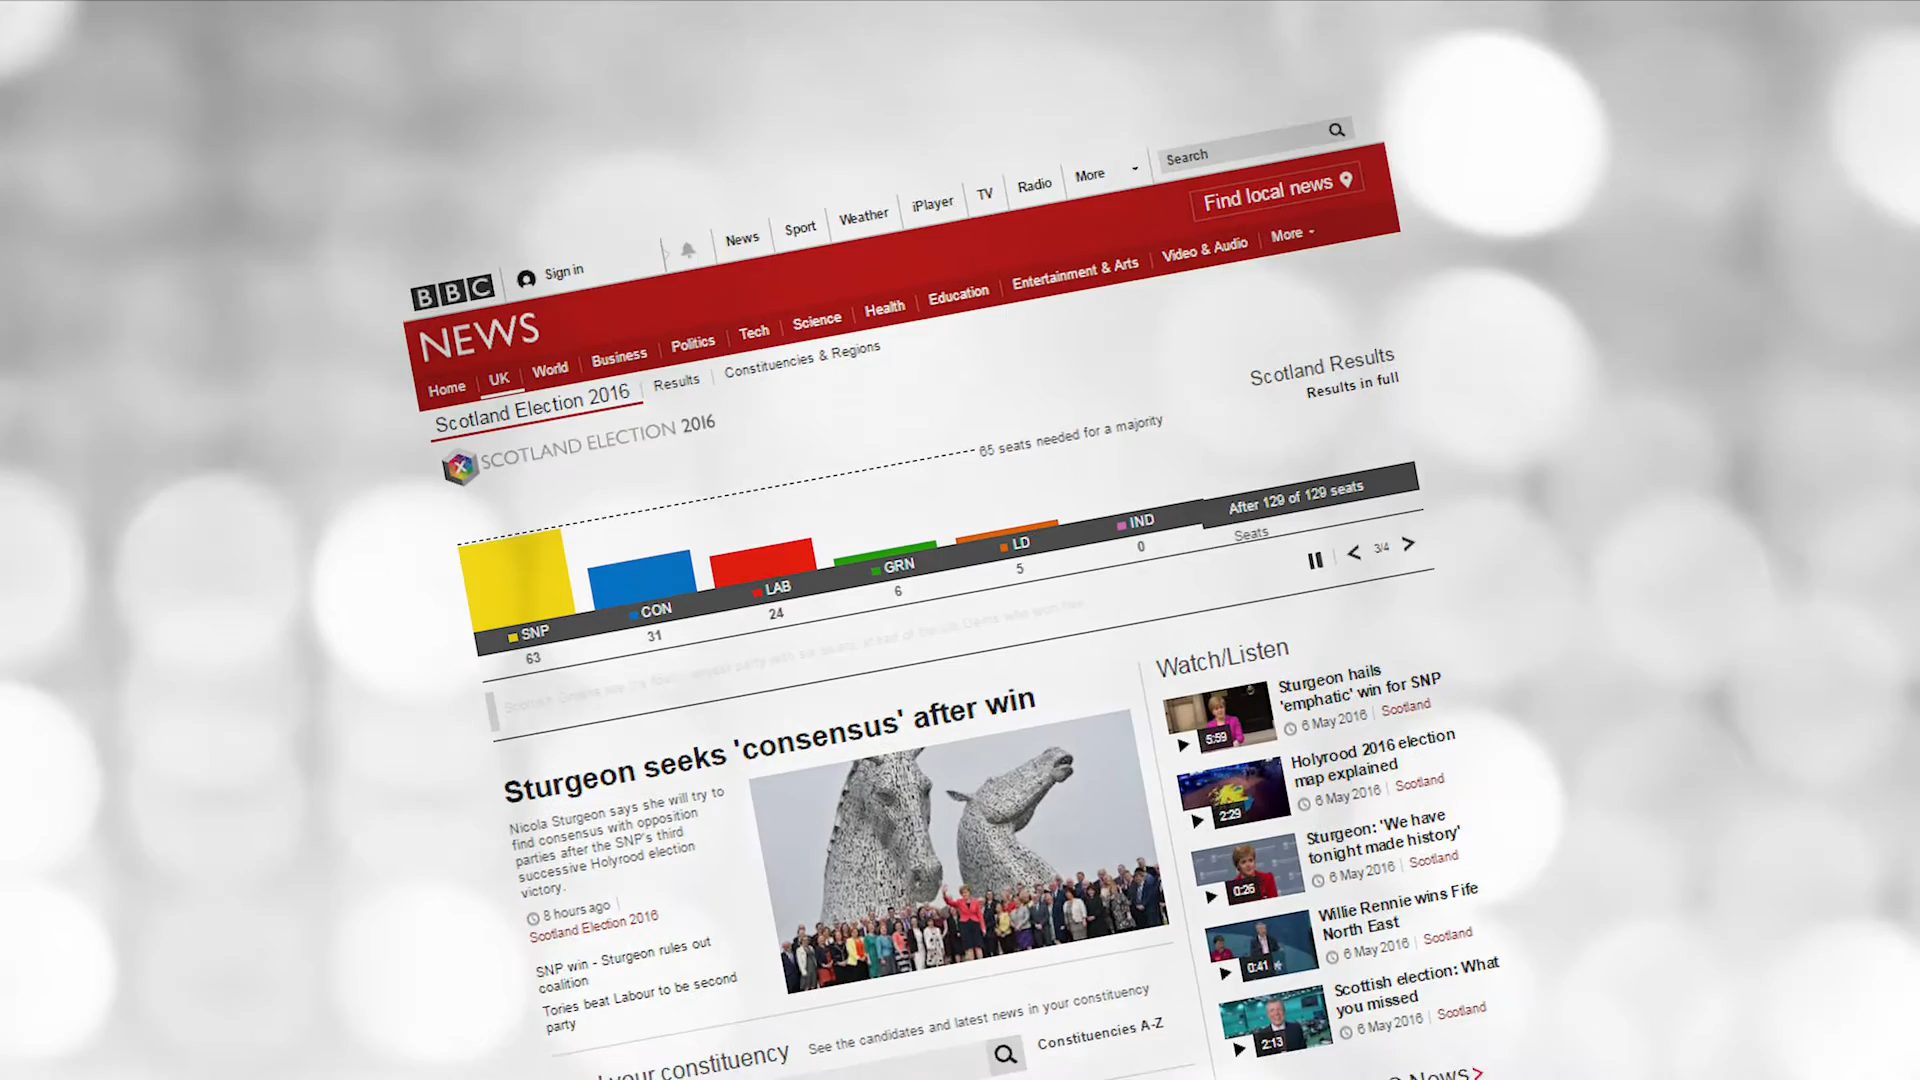 BBC
Sign in
News
Sport
Weather
iPlayer
TV
Radio
More
Search
NEWS
Find local news
Home
UK
World
Business
Politics
Tech
Science
Health
Education
Entertainment & Arts
Video & Audio
More
Scotland Election 2016
Results
Constituencies & Regions
SCOTLAND ELECTION 2016
Scotland Results
Results in full
65 seats needed for a majority
After 129 of 129 seats
SNP
CON
LAB
GRN
LD
IND
Seats
63
31
24
6
5
0
3/4
Sturgeon seeks 'consensus' after win
Nicola Sturgeon says she will try to
find consensus with opposition
parties after the SNP's third
successive Holyrood election
victory.
8 hours ago
Scotland Election 2016
SNP win - Sturgeon rules out
coalition
Tories beat Labour to be second
party
Watch/Listen
Sturgeon hails
'emphatic' win for SNP
6 May 2016 | Scotland
5:59
Holyrood 2016 election
map explained
6 May 2016 | Scotland
2:29
Sturgeon: 'We have
tonight made history'
6 May 2016 | Scotland
0:26
Willie Rennie wins Fife
North East
6 May 2016 | Scotland
0:41
Scottish election: What
you missed
6 May 2016 | Scotland
2:13
your constituency
See the candidates and latest news in your constituency
Constituencies A-Z
News